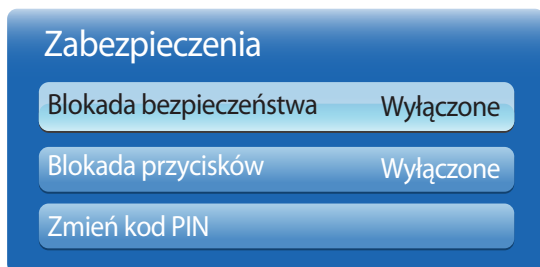 Zabezpieczenia
Blokada bezpieczeństwa Wyłączone
Blokada przycisków Wyłączone
Zmień kod PIN